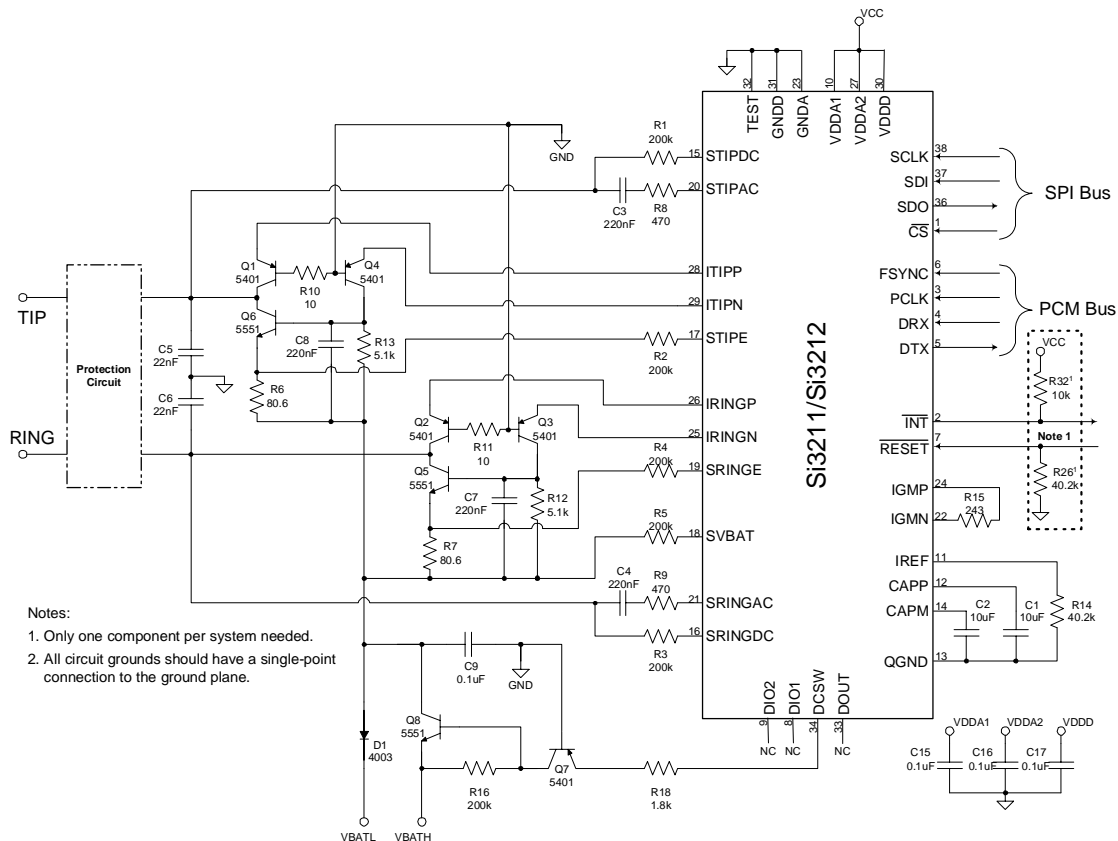 VCC
32
31
23
10
27
30
TEST
GNDD
GNDA
VDDA1
VDDA2
VDDD
GND
R1
200k
15
STIPDC
SCLK
38
SDI
37
SDO
36
CS
1
SPI Bus
C3
220nF
R8
470
20
STIPAC
Q1
5401
R10
10
Q4
5401
28
ITIPP
FSYNC
6
PCLK
3
DRX
4
DTX
5
PCM Bus
29
ITIPN
TIP
Q6
5551
C8
220nF
R13
5.1k
R2
200k
17
STIPE
Protection
Circuit
C5
22nF
C6
22nF
R6
80.6
VCC
R32¹
10k
INT
2
Note 1
RESET
7
R26¹
40.2k
RING
Q2
5401
R11
10
Q3
5401
26
IRINGP
25
IRINGN
Q5
5551
C7
220nF
R12
5.1k
R4
200k
19
SRINGE
Si3211/Si3212
IGMP
24
IGMN
22
R15
243
R7
80.6
R5
200k
18
SVBAT
IREF
11
CAPP
12
CAPM
14
QGND
13
C2
10uF
C1
10uF
R14
40.2k
C4
220nF
R9
470
21
SRINGAC
R3
200k
16
SRINGDC
Notes:
1. Only one component per system needed.
2. All circuit grounds should have a single-point
connection to the ground plane.
C9
0.1uF
GND
DIO2
DIO1
DCSW
DOUT
9
8
34
33
NC
NC
NC
Q8
5551
D1
4003
R16
200k
Q7
5401
R18
1.8k
VBATL
VBATH
VDDA1
VDDA2
VDDD
C15
0.1uF
C16
0.1uF
C17
0.1uF